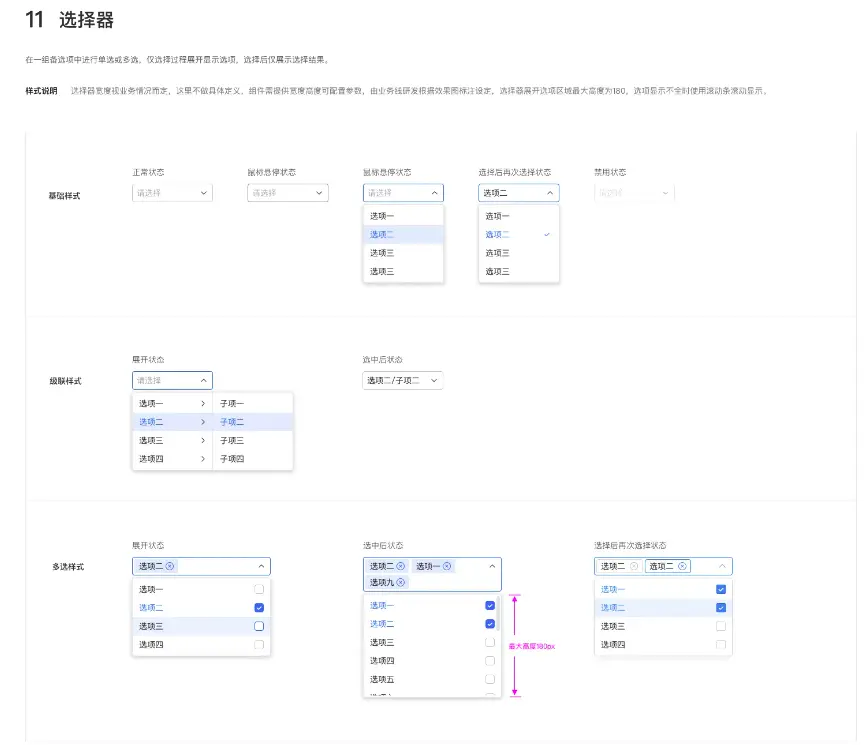 11 选择器
在一组备选项中进行单选或多选，仅选择过程展开显示选项，选择后仅展示选择结果。
样式说明 选择器宽度视业务情况而定，这里不做具体定义，组件需提供宽度高度可配置参数，由业务线研发根据效果图标注设定，选择器展开选项区域最大高度为180，选项显示不全时使用滚动条滚动显示。
正常状态 鼠标悬停状态 鼠标悬停状态 选择后再次选择状态 禁用状态
基础样式 请选择 请选择 请选择 选项二 请选择
选项一 选项一
选项二 选项二
选项三 选项三
选项三 选项三
展开状态 选中后状态
级联样式 请选择 选项二/子项二
选项一 子项一
选项二 子项二
选项三 子项三
选项四 子项四
展开状态 选中后状态 选择后再次选择状态
多选样式 选项二 选项二 选项一 选项二 选项二
选项九
选项一 选项一 选项一
选项二 选项二 选项二
选项三 选项三 选项三
选项四 选项四 选项四
选项五
最大高度180px